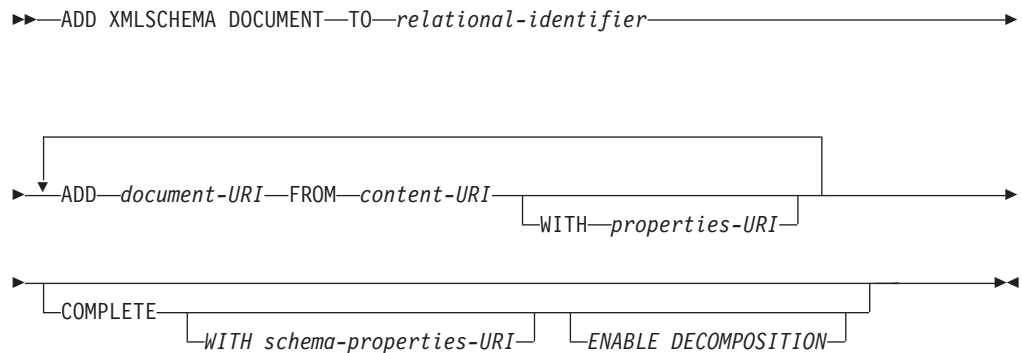 ADD XMLSCHEMA DOCUMENT TO relational-identifier
ADD document-URI FROM content-URI
WITH properties-URI
COMPLETE
WITH schema-properties-URI ENABLE DECOMPOSITION